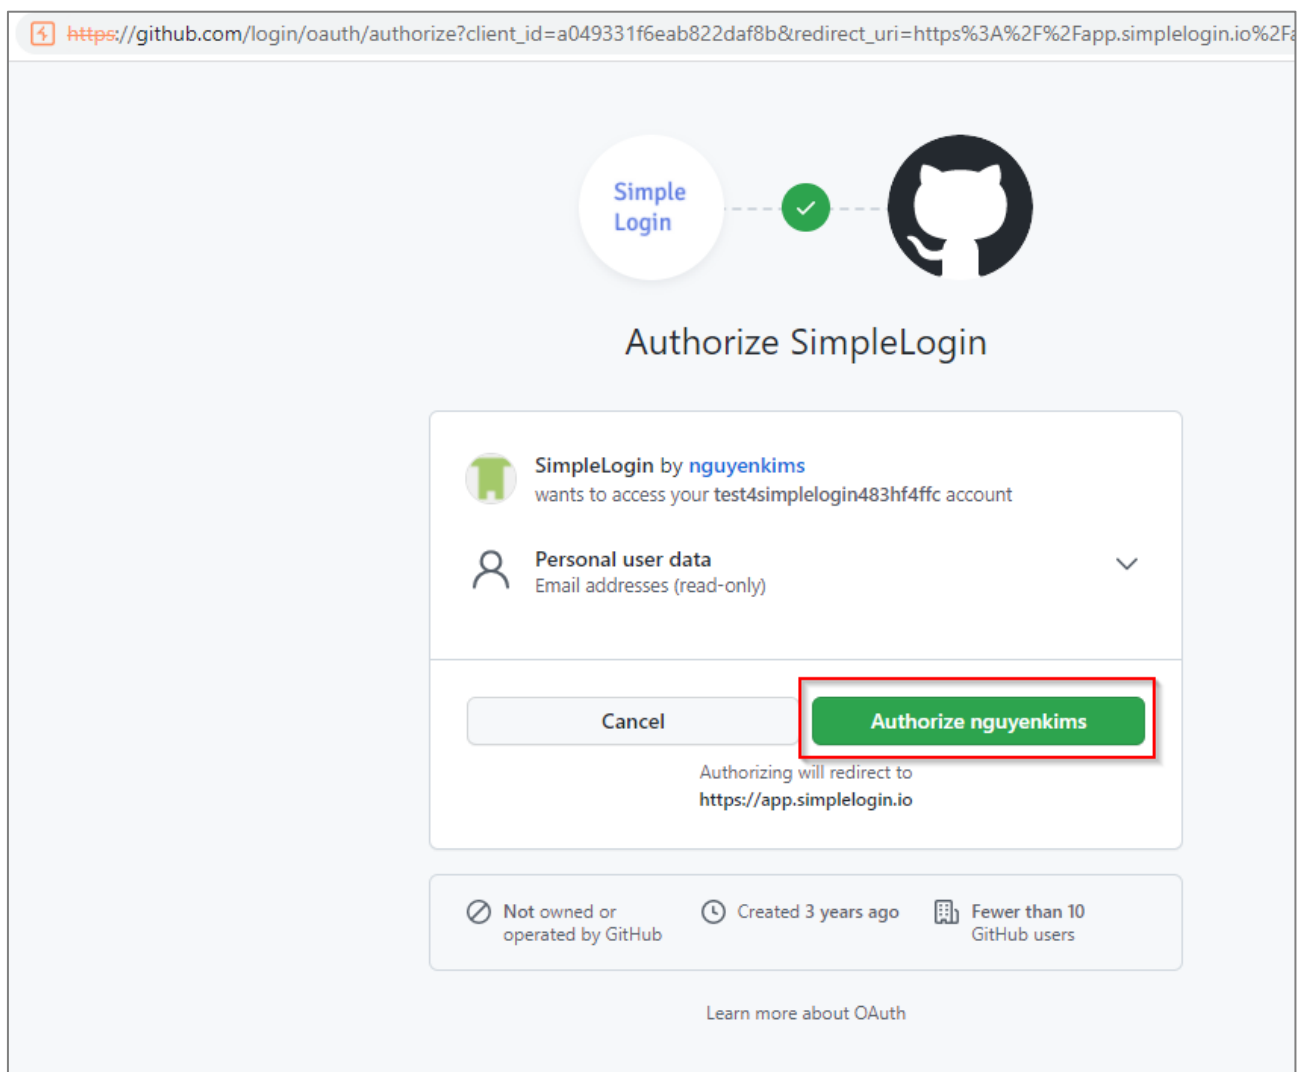 https://github.com/login/oauth/authorize?client_id=a049331f6eab822daf8b&redirect_uri=https%3A%2F%2Fapp.simplelogin.io%2Fa
Simple
Login
Authorize SimpleLogin
SimpleLogin by nguyenkims
wants to access your test4simplelogin483hf4ffc account
Personal user data
Email addresses (read-only)
Cancel
Authorize nguyenkims
Authorizing will redirect to
https://app.simplelogin.io
Not owned or
operated by GitHub
Created 3 years ago
Fewer than 10
GitHub users
Learn more about OAuth